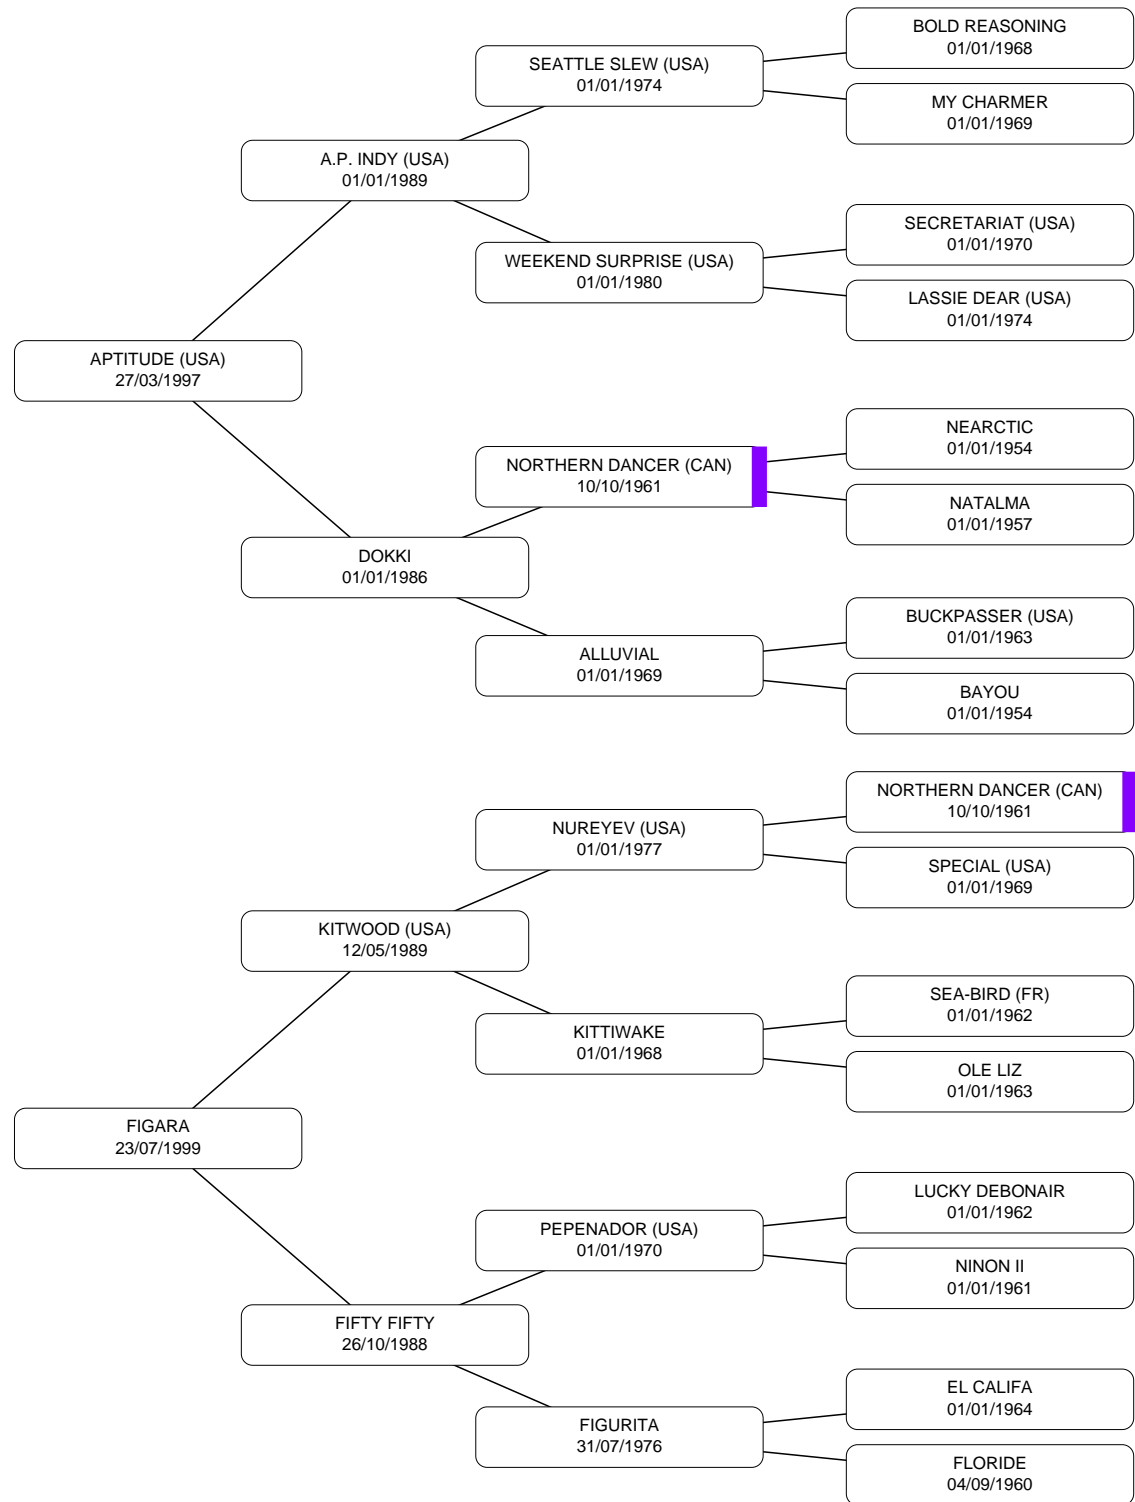 BOLD REASONING
01/01/1968
SEATTLE SLEW (USA)
01/01/1974
MY CHARMER
01/01/1969
A.P. INDY (USA)
01/01/1989
SECRETARIAT (USA)
01/01/1970
WEEKEND SURPRISE (USA)
01/01/1980
LASSIE DEAR (USA)
01/01/1974
APTITUDE (USA)
27/03/1997
NEARCTIC
01/01/1954
NORTHERN DANCER (CAN)
10/10/1961
NATALMA
01/01/1957
DOKKI
01/01/1986
BUCKPASSER (USA)
01/01/1963
ALLUVIAL
01/01/1969
BAYOU
01/01/1954
NORTHERN DANCER (CAN)
10/10/1961
NUREYEV (USA)
01/01/1977
SPECIAL (USA)
01/01/1969
KITWOOD (USA)
12/05/1989
SEA-BIRD (FR)
01/01/1962
KITTIWAKE
01/01/1968
OLE LIZ
01/01/1963
FIGARA
23/07/1999
LUCKY DEBONAIR
01/01/1962
PEPENADOR (USA)
01/01/1970
NINON II
01/01/1961
FIFTY FIFTY
26/10/1988
EL CALIFA
01/01/1964
FIGURITA
31/07/1976
FLORIDE
04/09/1960